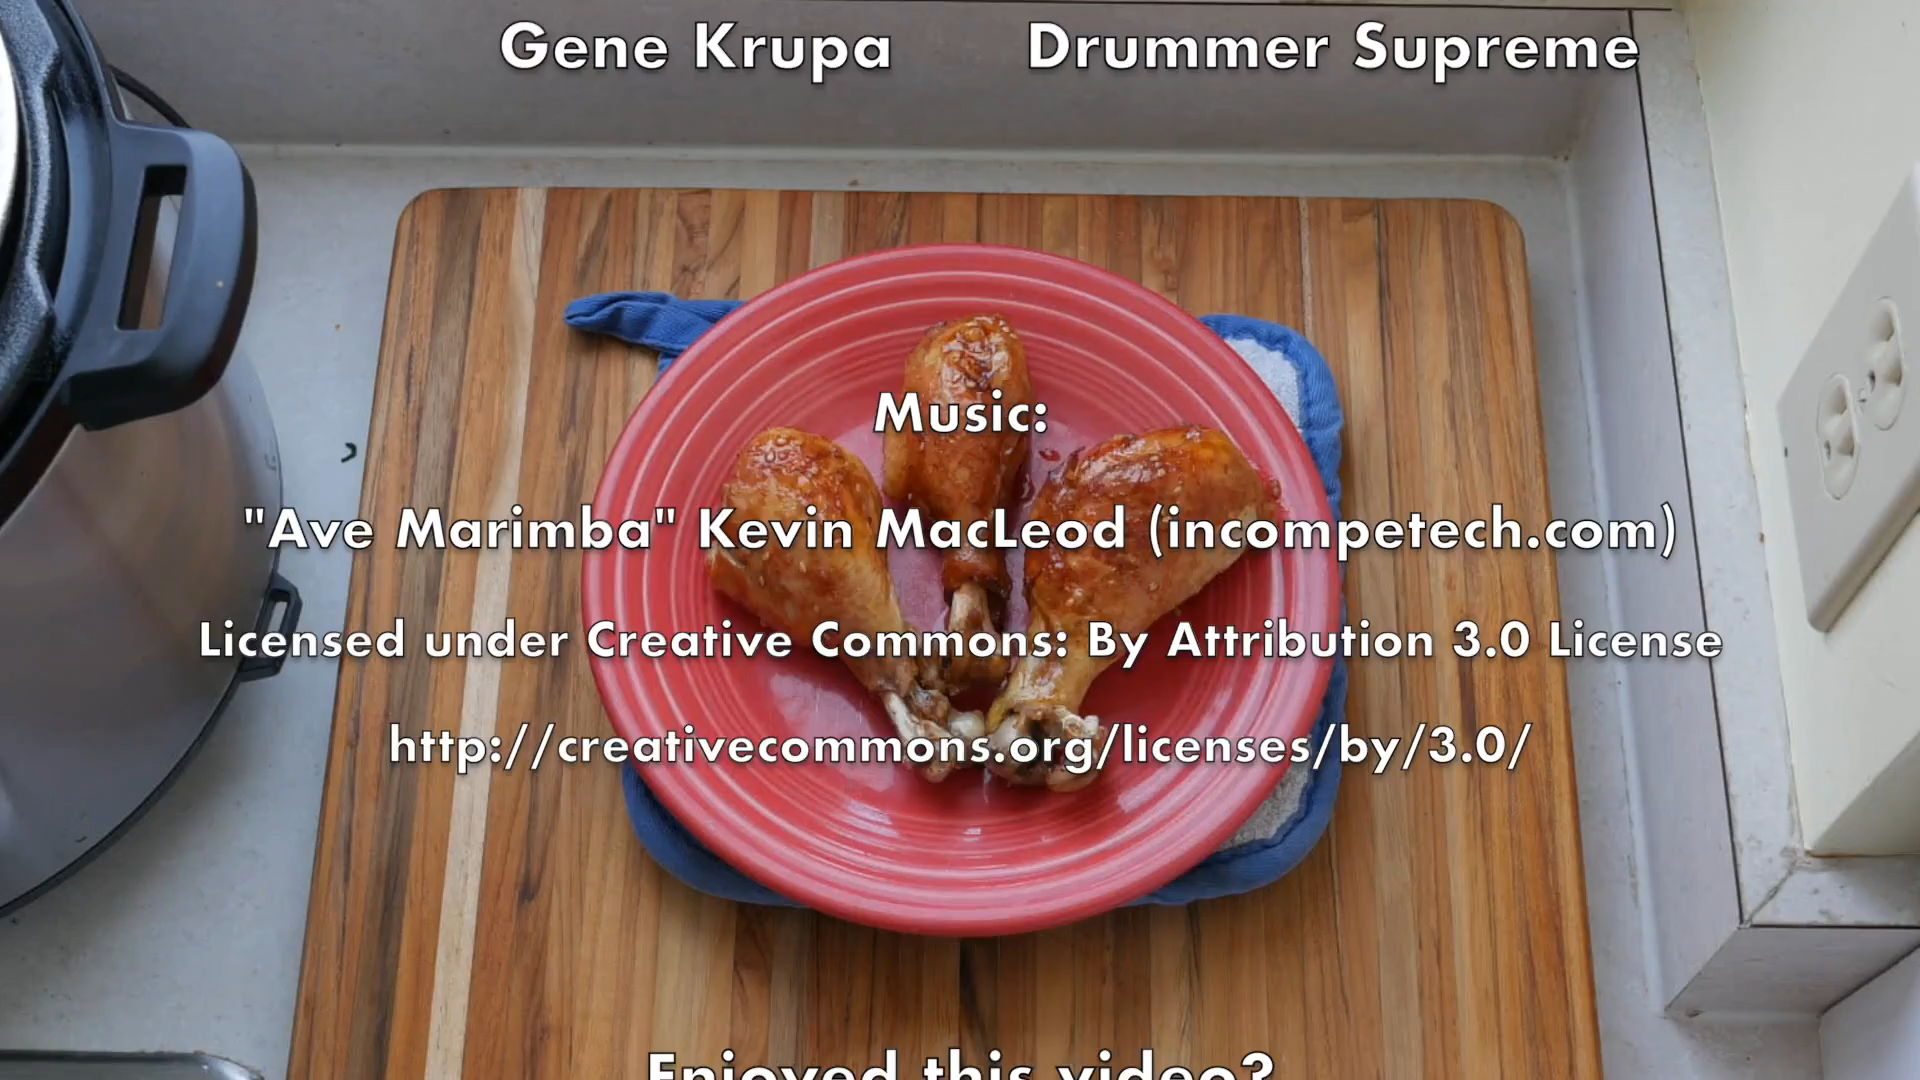 Gene Krupa Drummer Supreme
Music:
"Ave Marimba" Kevin MacLeod (incompetech.com)
Licensed under Creative Commons: By Attribution 3.0 License
http://creativecommons.org/licenses/by/3.0/
Enjoyed this video?